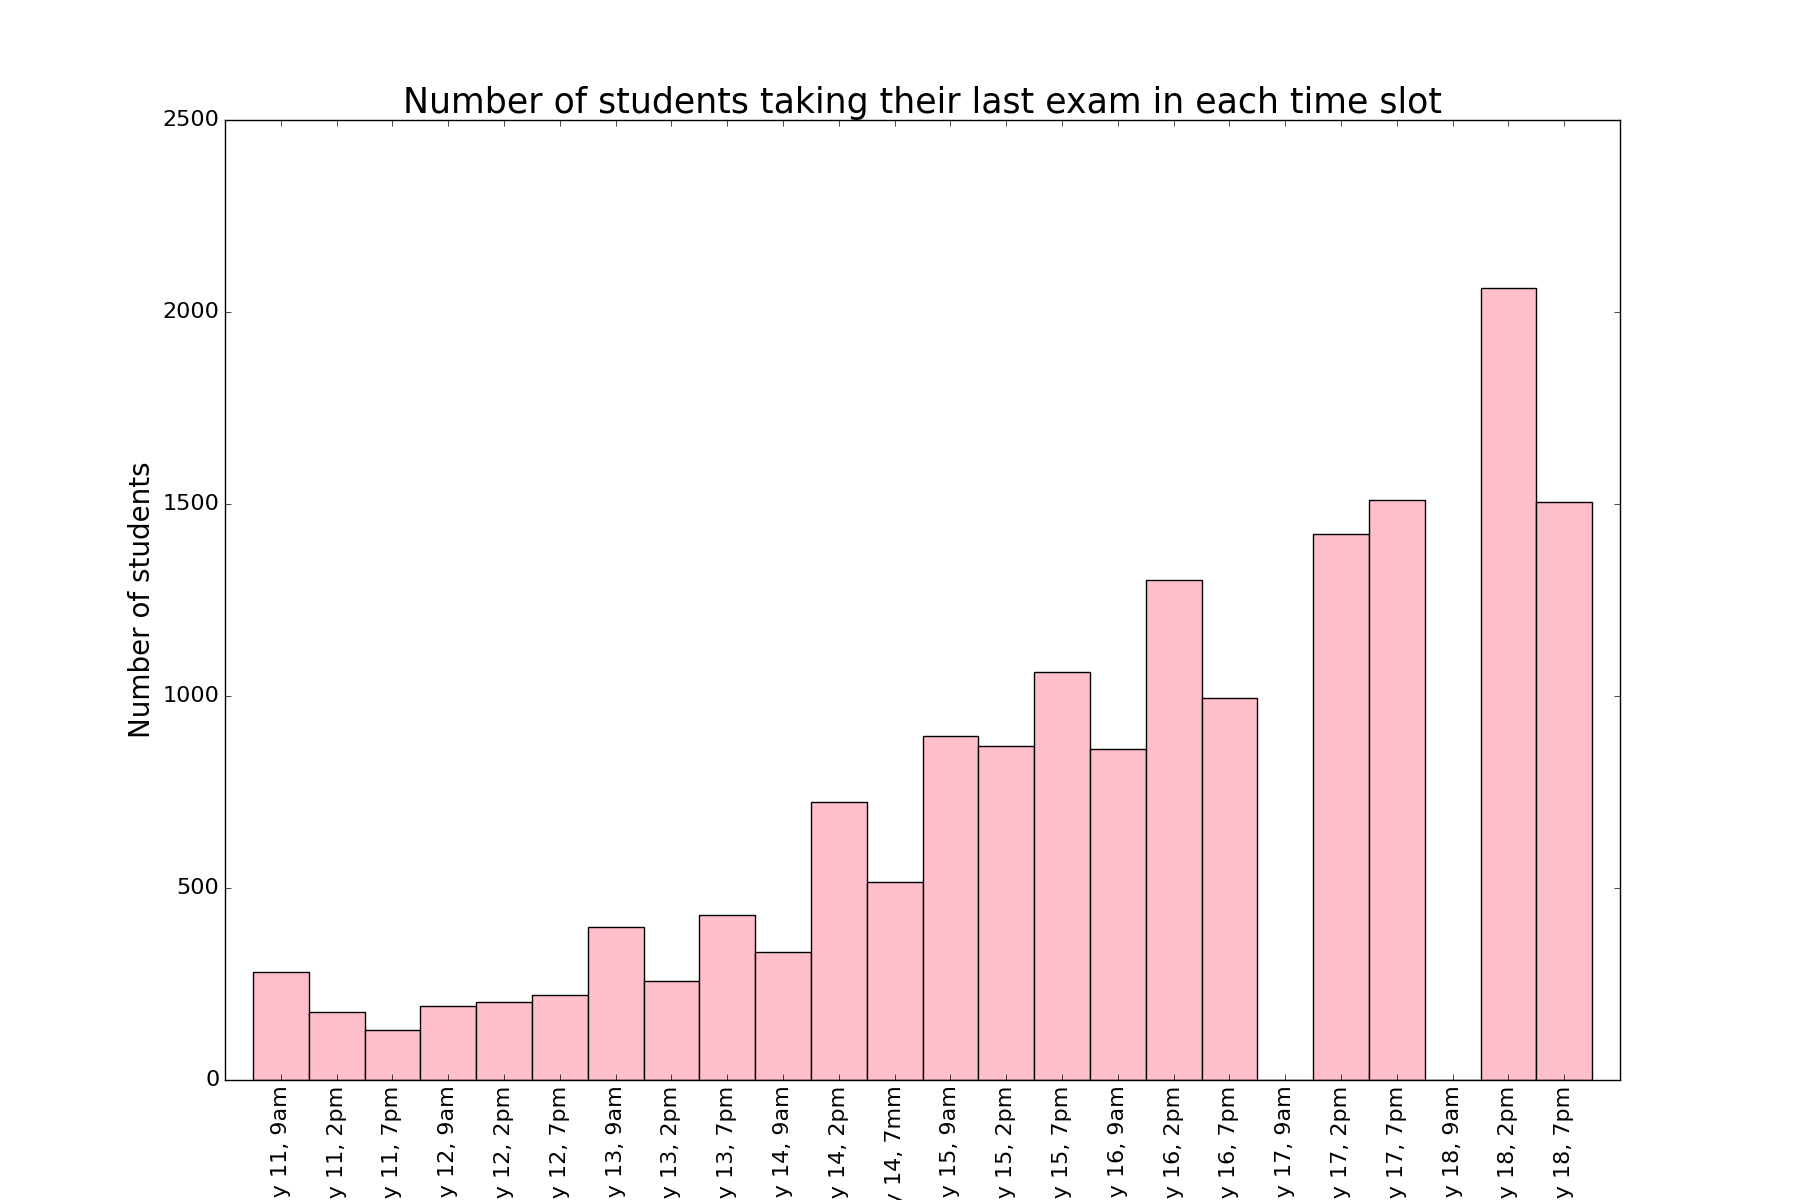 Number of students taking their last exam in each time slot
Number of students
2500
2000
1500
1000
500
0
y 11, 9am
y 11, 2pm
y 11, 7pm
y 12, 9am
y 12, 2pm
y 12, 7pm
y 13, 9am
y 13, 2pm
y 13, 7pm
y 14, 9am
y 14, 2pm
y 14, 7mm
y 15, 9am
y 15, 2pm
y 15, 7pm
y 16, 9am
y 16, 2pm
y 16, 7pm
y 17, 9am
y 17, 2pm
y 17, 7pm
y 18, 9am
y 18, 2pm
y 18, 7pm